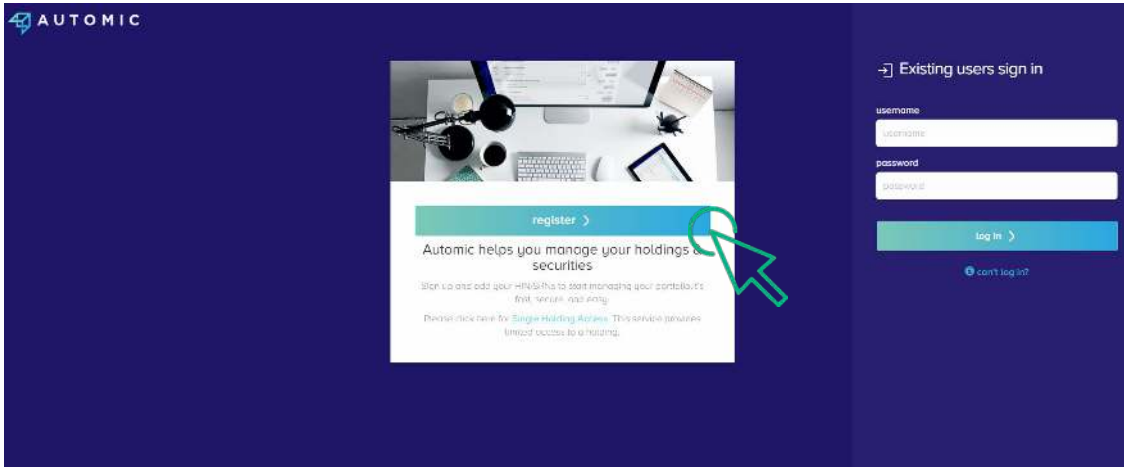 AUTOMIC
register
Automic helps you manage your holdings &
securities
Sign up and add your HIN/SRNs to start managing your portfolio, it's
fast, secure, and easy.
Please click here for Single Holding Access. This service provides
limited access to a holding.
Existing users sign in
username
username
password
password
log in
can't log in?